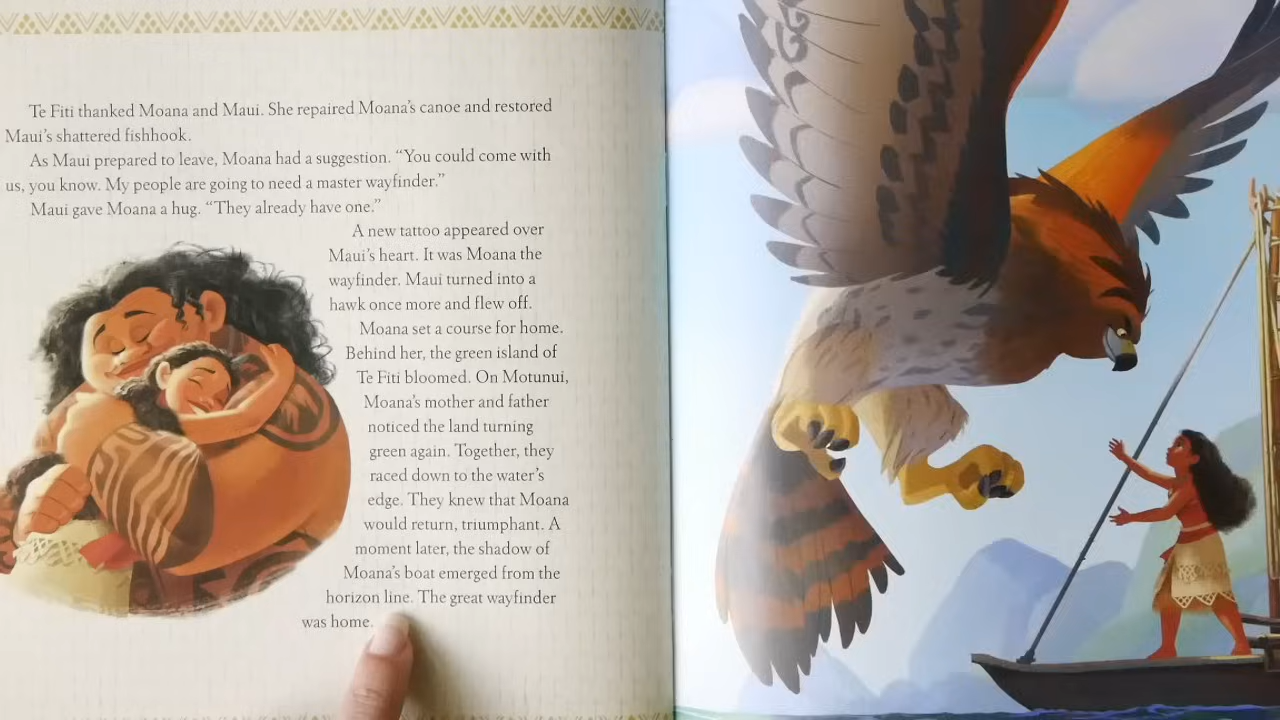 Te Fiti thanked Moana and Maui. She repaired Moana's canoe and restored
Maui's shattered fishhook.
As Maui prepared to leave, Moana had a suggestion. “You could come with
us, you know. My people are going to need a master wayfinder.”
Maui gave Moana a hug. “They already have one.”
A new tattoo appeared over
Maui's heart. It was Moana the
wayfinder. Maui turned into a
hawk once more and flew off.
Moana set a course for home.
Behind her, the green island of
Te Fiti bloomed. On Motunui,
Moana's mother and father
noticed the land turning
green again. Together, they
raced down to the water's
edge. They knew that Moana
would return, triumphant. A
moment later, the shadow of
Moana's boat emerged from the
horizon line. The great wayfinder
was home.